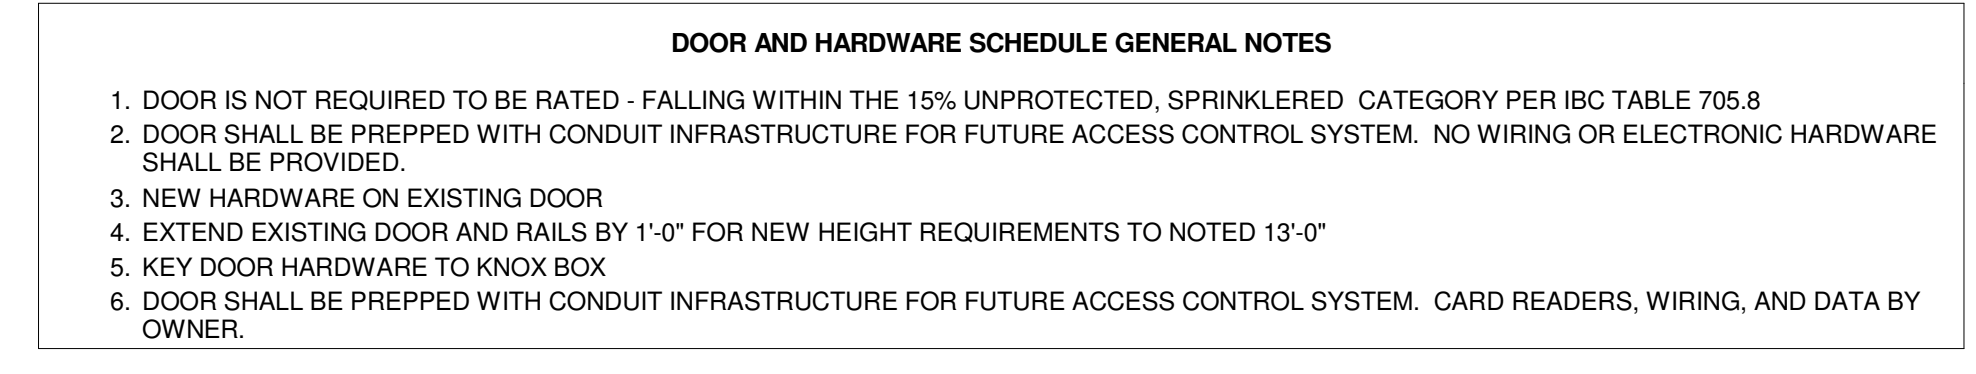 DOOR AND HARDWARE SCHEDULE GENERAL NOTES
1. DOOR IS NOT REQUIRED TO BE RATED - FALLING WITHIN THE 15% UNPROTECTED, SPRINKLERED  CATEGORY PER IBC TABLE 705.8
2. DOOR SHALL BE PREPPED WITH CONDUIT INFRASTRUCTURE FOR FUTURE ACCESS CONTROL SYSTEM.  NO WIRING OR ELECTRONIC HARDWARE
SHALL BE PROVIDED.
3. NEW HARDWARE ON EXISTING DOOR
4. EXTEND EXISTING DOOR AND RAILS BY 1'-0" FOR NEW HEIGHT REQUIREMENTS TO NOTED 13'-0"
5. KEY DOOR HARDWARE TO KNOX BOX
6. DOOR SHALL BE PREPPED WITH CONDUIT INFRASTRUCTURE FOR FUTURE ACCESS CONTROL SYSTEM.  CARD READERS, WIRING, AND DATA BY
OWNER.